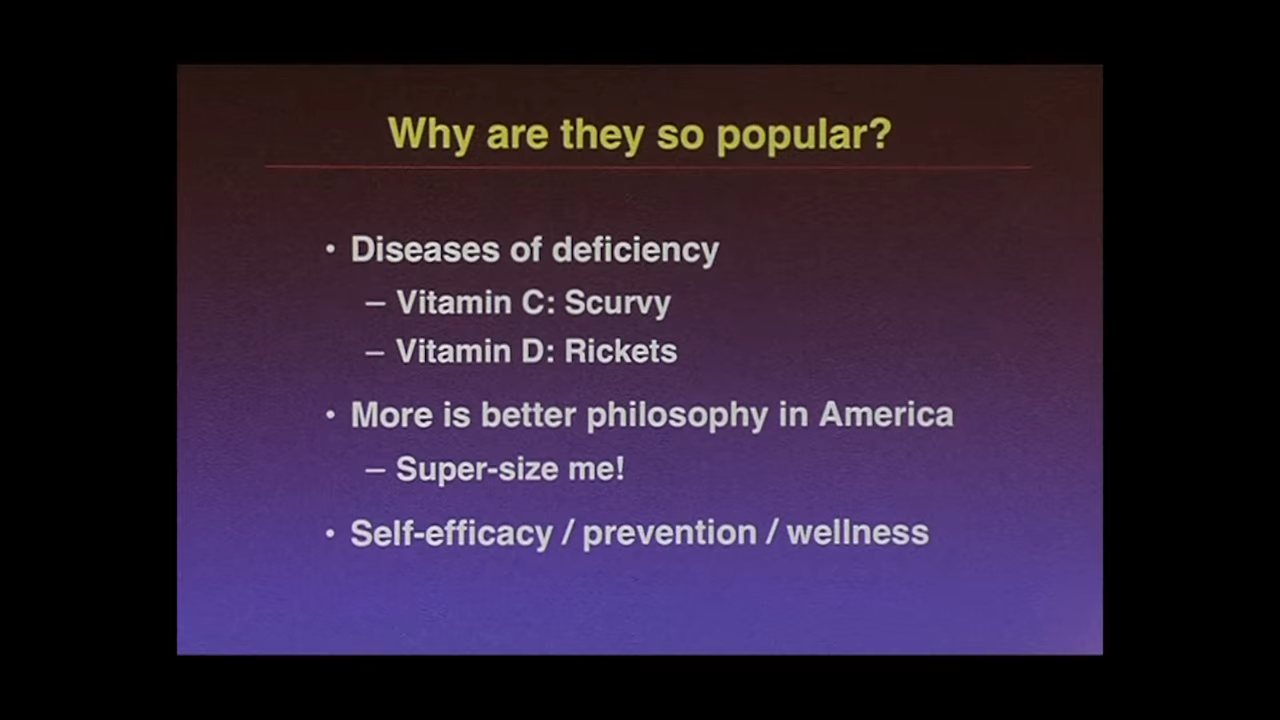 Why are they so popular?
• Diseases of deficiency
– Vitamin C: Scurvy
– Vitamin D: Rickets
• More is better philosophy in America
– Super-size me!
• Self-efficacy / prevention / wellness